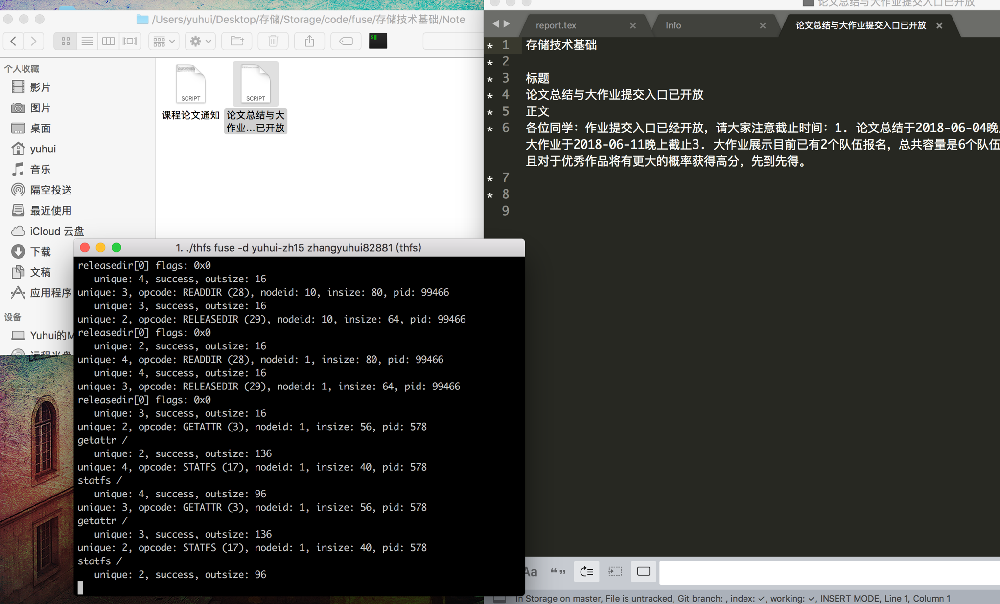 /Users/yuhui/Desktop/存储/Storage/code/fuse/存储技术基础/Note
$
个人收藏
影片
图片
桌面
yuhui
音乐
隔空投送
最近使用
iCloud 云盘
下载
文稿
应用程序
设备
Yuhui的M
远程光盘
SCRIPT
课程论文通知
SCRIPT
论文总结与大
作业...已开放
论文总结与大作业提交入口已开放
report.tex
Info
论文总结与大作业提交入口已开放
* 1 存储技术基础
* 2
* 3 标题
* 4 论文总结与大作业提交入口已开放
* 5 正文
* 6 各位同学：作业提交入口已经开放，请大家注意截止时间：1. 论文总结于2018-06-04晚
大作业于2018-06-11晚上截止3. 大作业展示目前已有2个队伍报名，总共容量是6个队伍
且对于优秀作品将有更大的概率获得高分，先到先得。
* 7
* 8
9
1. ./thfs fuse -d yuhui-zh15 zhangyuhui82881 (thfs)
releasedir[0] flags: 0x0
unique: 4, success, outsize: 16
unique: 3, opcode: READDIR (28), nodeid: 10, insize: 80, pid: 99466
unique: 3, success, outsize: 16
unique: 2, opcode: RELEASEDIR (29), nodeid: 10, insize: 64, pid: 99466
releasedir[0] flags: 0x0
unique: 2, success, outsize: 16
unique: 4, opcode: READDIR (28), nodeid: 1, insize: 80, pid: 99466
unique: 4, success, outsize: 16
unique: 3, opcode: RELEASEDIR (29), nodeid: 1, insize: 64, pid: 99466
releasedir[0] flags: 0x0
unique: 3, success, outsize: 16
unique: 2, opcode: GETATTR (3), nodeid: 1, insize: 56, pid: 578
getattr /
unique: 2, success, outsize: 136
unique: 4, opcode: STATFS (17), nodeid: 1, insize: 40, pid: 578
statfs /
unique: 4, success, outsize: 96
unique: 3, opcode: GETATTR (3), nodeid: 1, insize: 56, pid: 578
getattr /
unique: 3, success, outsize: 136
unique: 2, opcode: STATFS (17), nodeid: 1, insize: 40, pid: 578
statfs /
unique: 2, success, outsize: 96
Aa “ ”
In Storage on master, File is untracked, Git branch: , index: ✓, working: ✓, INSERT MODE, Line 1, Column 1